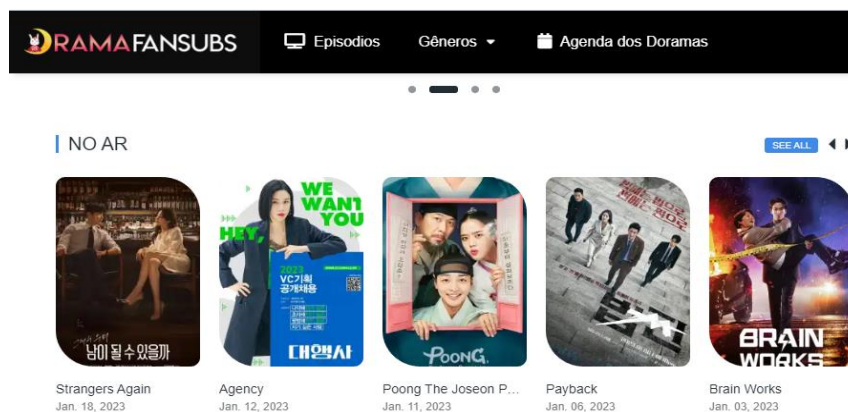 DRAMAFANSUBS
Episodios
Gêneros
Agenda dos Doramas
NO AR
SEE ALL
남이 될 수 있을까
WE
WANT
YOU
HEY,
2023
VC기획
공개채용
대행사
POONG,
법쩐
BRAIN
WORKS
Strangers Again
Agency
Poong The Joseon P...
Payback
Brain Works
Jan. 18, 2023
Jan. 12, 2023
Jan. 11, 2023
Jan. 06, 2023
Jan. 03, 2023